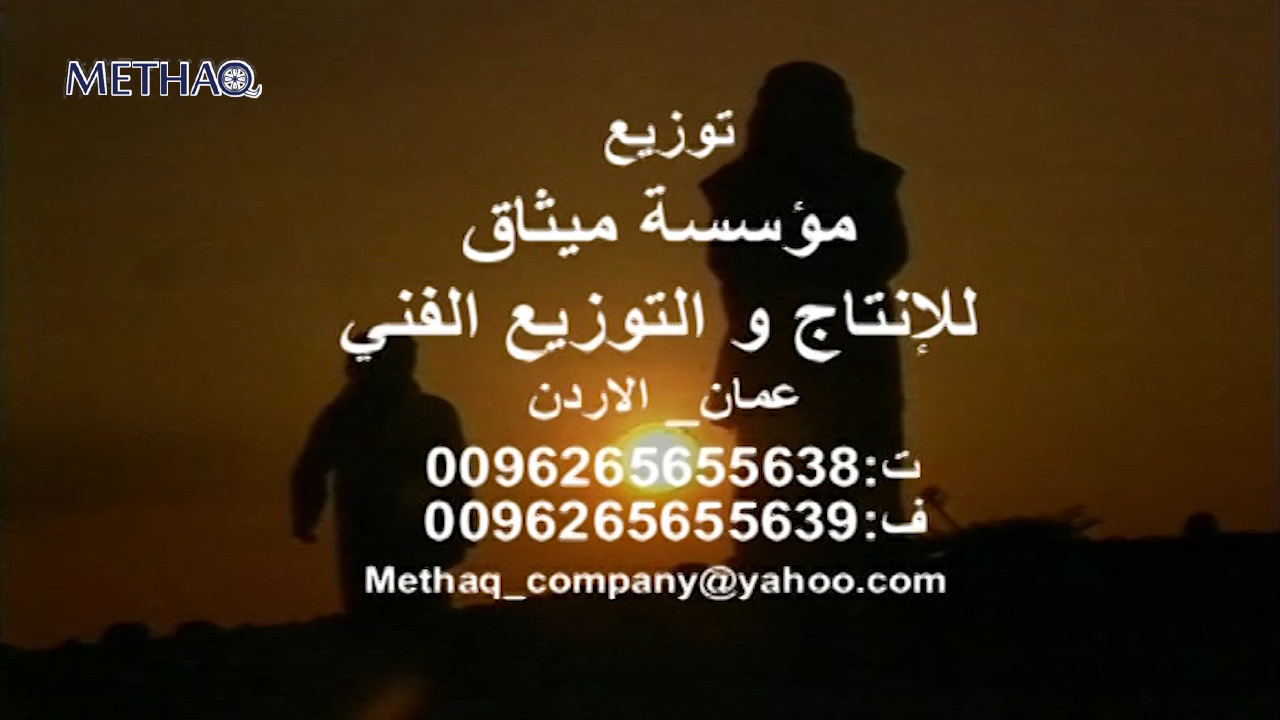 METHAQ
توزيع
مؤسسة ميثاق
للإنتاج و التوزيع الفني
عمان_ الاردن
ت:0096265655638
ف:0096265655639
Methaq_company@yahoo.com